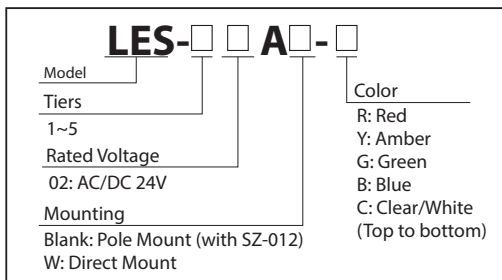 LES-□ □ A□-□
Model
Tiers
1~5
Rated Voltage
02: AC/DC 24V
Mounting
Blank: Pole Mount (with SZ-012)
W: Direct Mount
Color
R: Red
Y: Amber
G: Green
B: Blue
C: Clear/White
(Top to bottom)